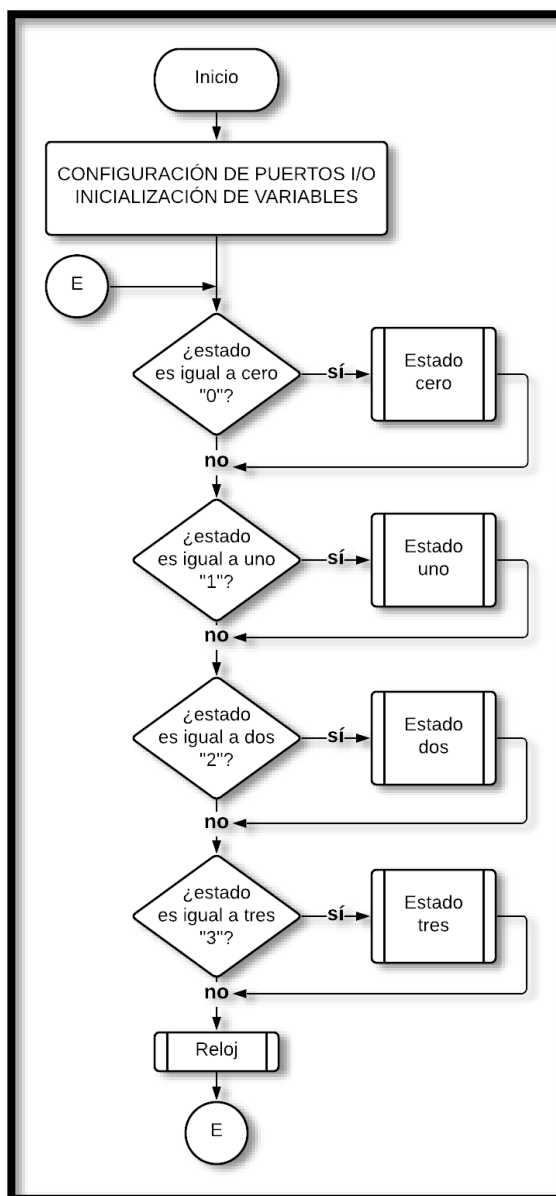 Inicio
CONFIGURACIÓN DE PUERTOS I/O
INICIALIZACIÓN DE VARIABLES
E
¿estado
es igual a cero
"0"?
sí
Estado
cero
no
¿estado
es igual a uno
"1"?
sí
Estado
uno
no
¿estado
es igual a dos
"2"?
sí
Estado
dos
no
¿estado
es igual a tres
"3"?
sí
Estado
tres
no
Reloj
E